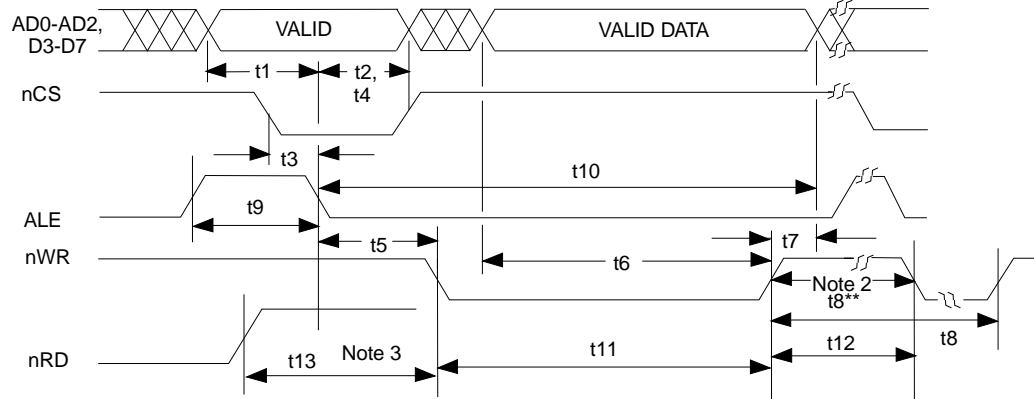 AD0-AD2,
D3-D7
VALID
VALID DATA
t1
t2,
t4
nCS
t3
t10
ALE
t9
t5
t7
nWR
t6
Note 2
t8**
t8
nRD
t13
Note 3
t11
t12